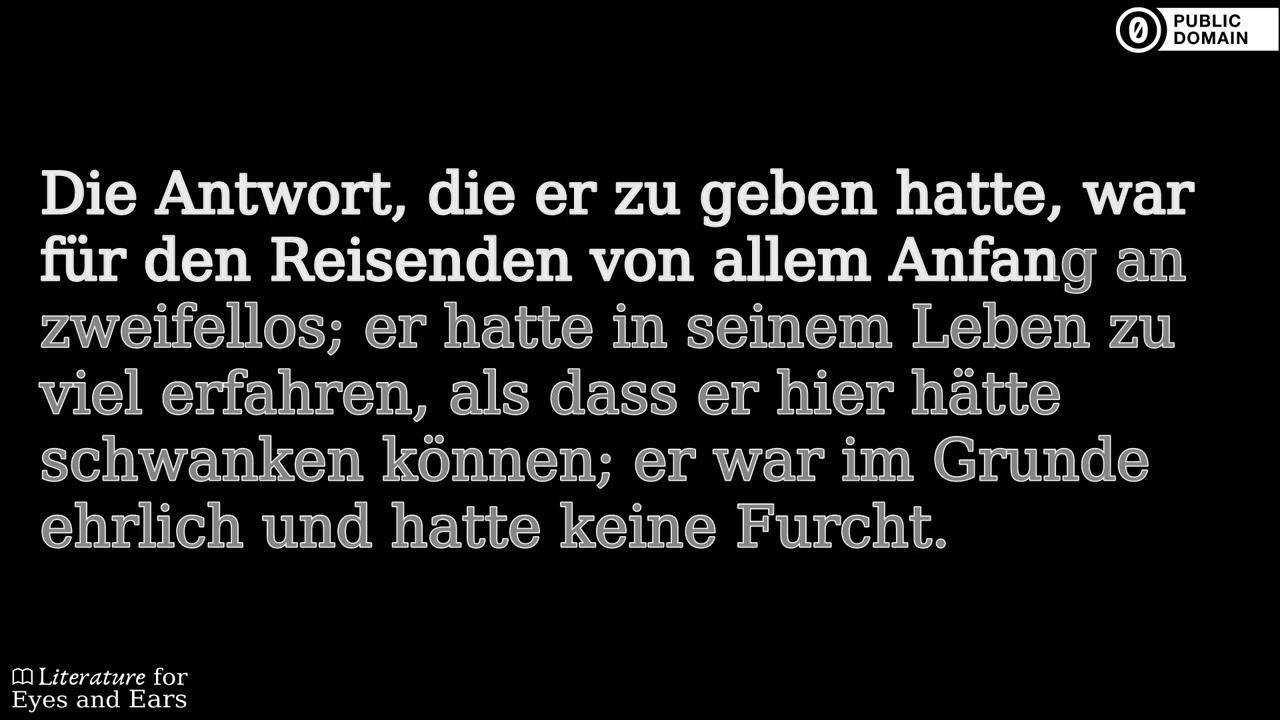 PUBLIC
DOMAIN
Die Antwort, die er zu geben hatte, war
für den Reisenden von allem Anfang an
zweifellos; er hatte in seinem Leben zu
viel erfahren, als dass er hier hätte
schwanken können; er war im Grunde
ehrlich und hatte keine Furcht.
Literature for
Eyes and Ears